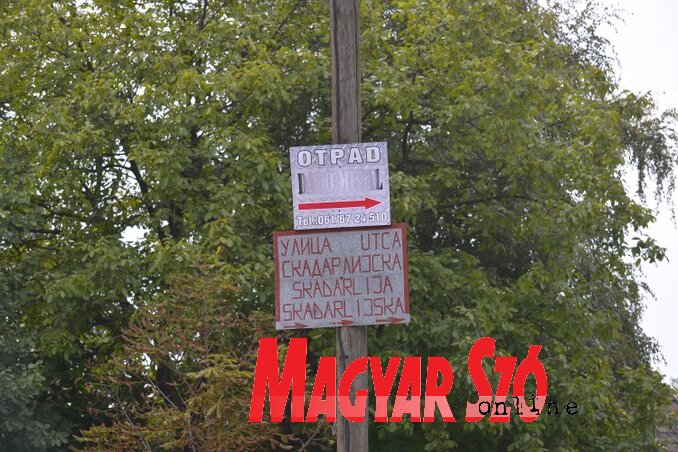 OTPAD
Tel.:061/67 24 510
УЛИЦА UTCA
СКАДАРЛИЈСКА
SKADARLIJA
SKADARLIJSKA
MAGYAR SZÓ
online